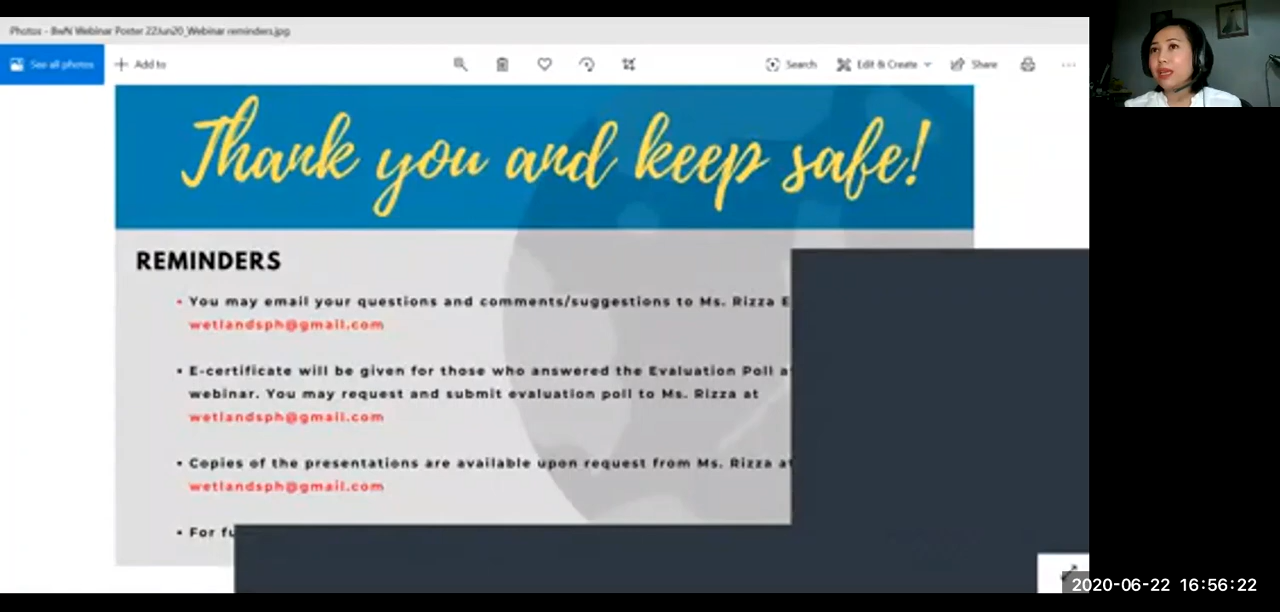 Photos - BwN Webinar Poster 22Jun20_Webinar reminders.jpg
See all photos
Add to
Search
Edit & Create
Share
Thank you and keep safe!
REMINDERS
• You may email your questions and comments/suggestions to Ms. Rizza E
wetlandsph@gmail.com
• E-certificate will be given for those who answered the Evaluation Poll a
webinar. You may request and submit evaluation poll to Ms. Rizza at
wetlandsph@gmail.com
• Copies of the presentations are available upon request from Ms. Rizza at
wetlandsph@gmail.com
• For fu
2020-06-22 16:56:22